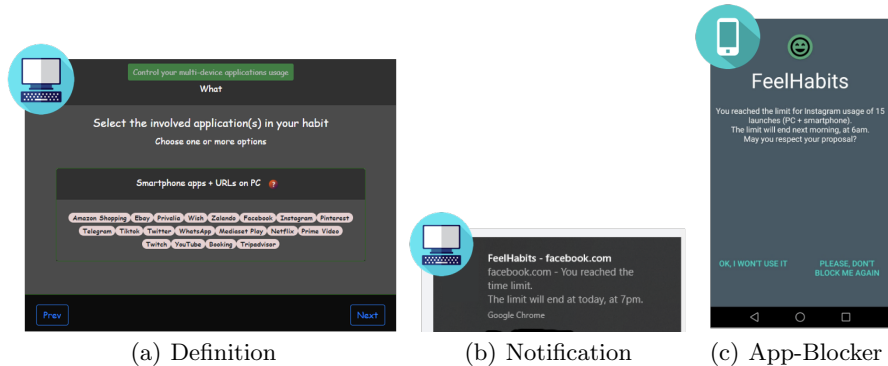 Control your multi-device applications usage
What
Select the involved application(s) in your habit
Choose one or more options
Smartphone apps + URLs on PC ?
Amazon Shopping Ebay Privalia Wish Zalando Facebook Instagram Pinterest
Telegram Tiktok Twitter WhatsApp Mediaset Play Netflix Prime Video
Twitch YouTube Booking Tripadvisor
Prev
Next
(a) Definition
FeelHabits - facebook.com
facebook.com - You reached the
time limit.
The limit will end at today, at 7pm.
Google Chrome
(b) Notification
FeelHabits
You reached the limit for Instagram usage of 15
launches (PC + smartphone).
The limit will end next morning, at 6am.
May you respect your proposal?
OK, I WON'T USE IT
PLEASE, DON'T
BLOCK ME AGAIN
(c) App-Blocker